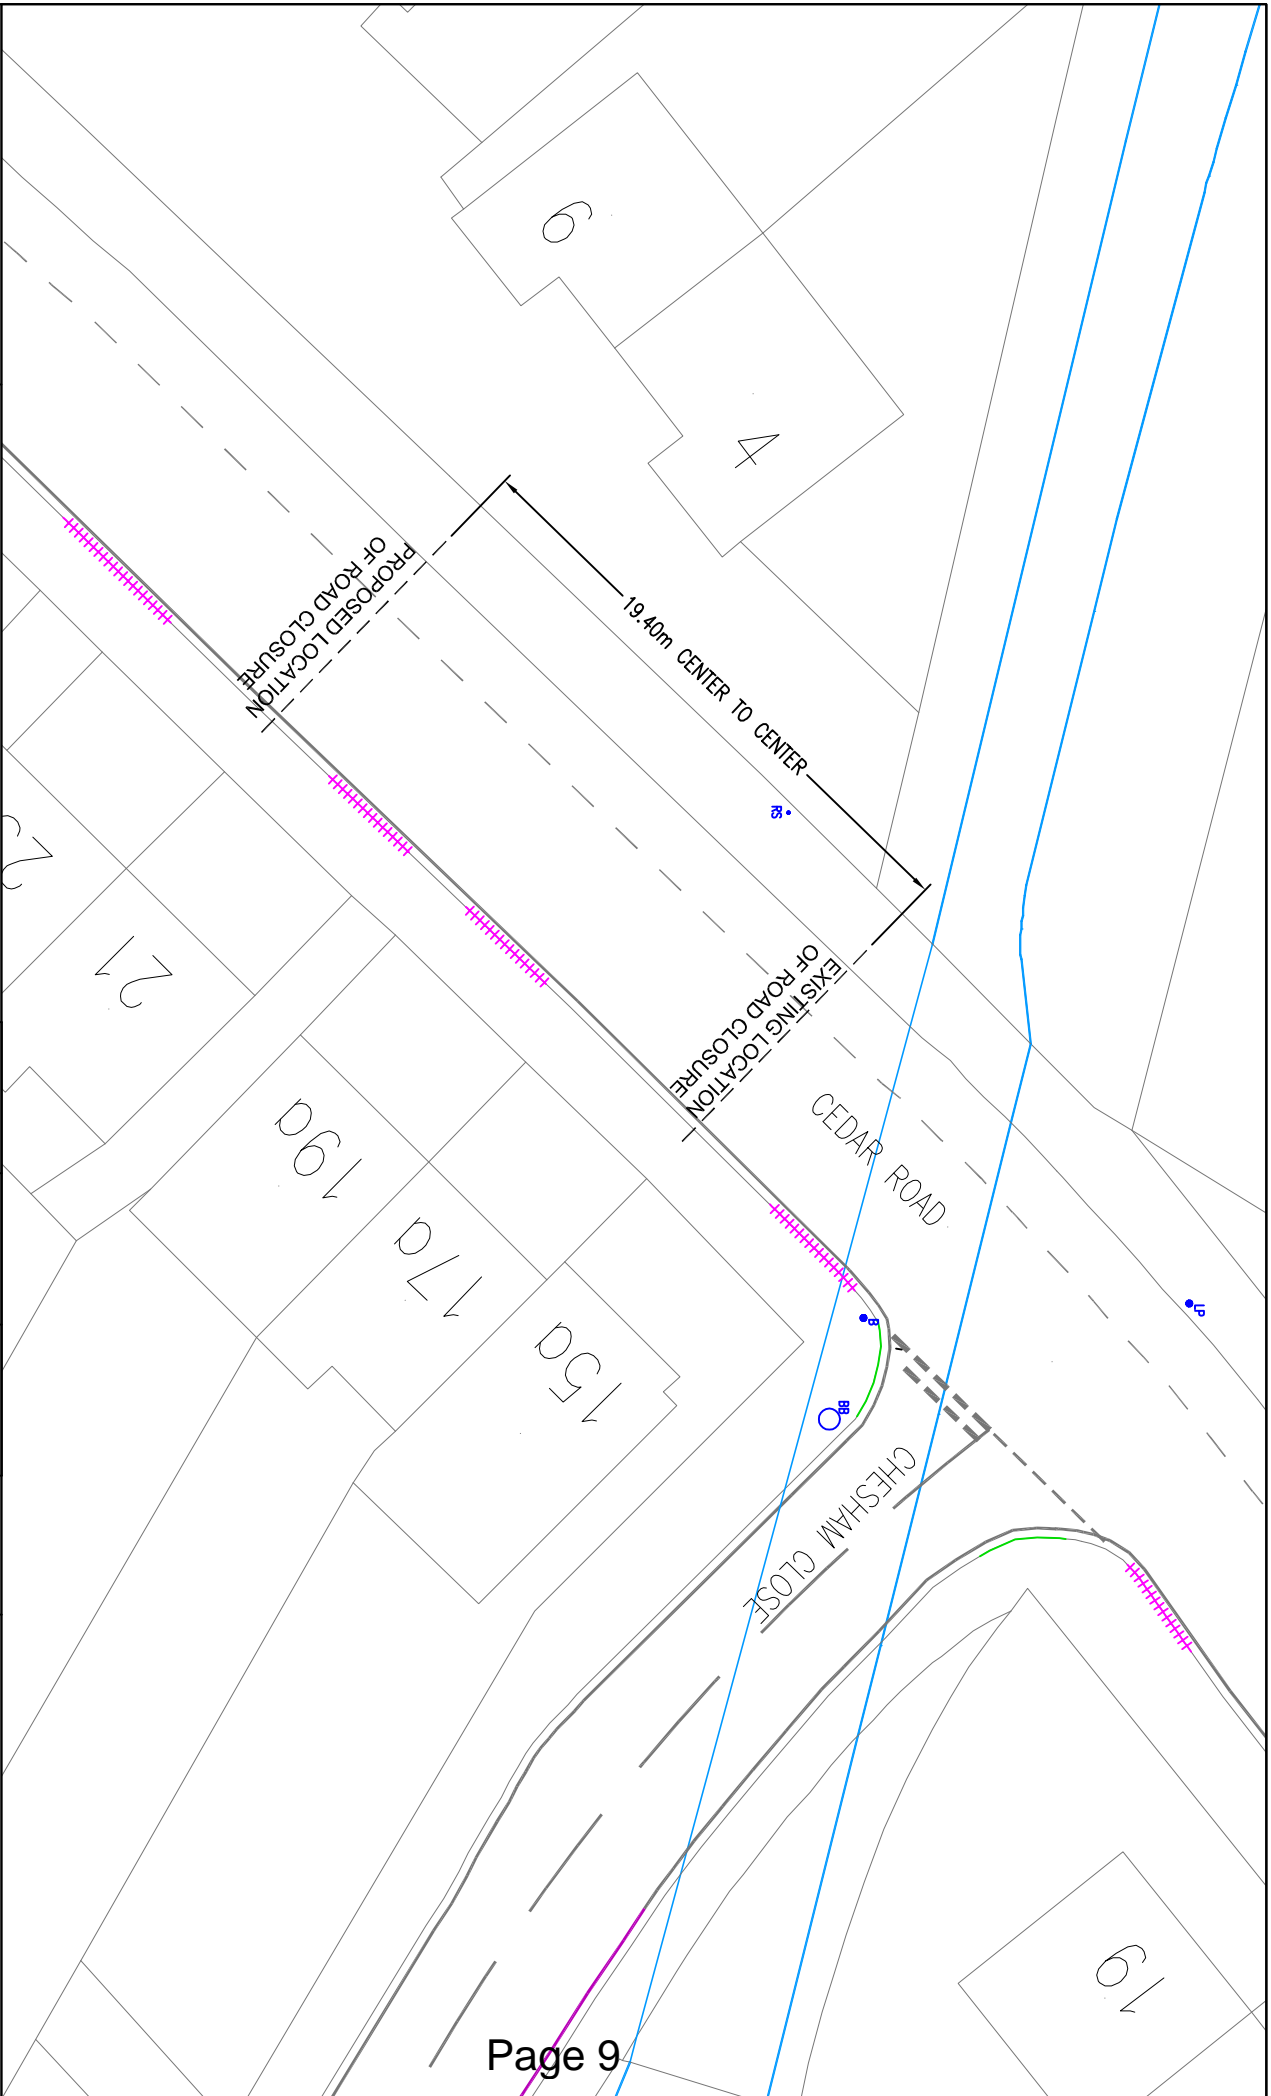 6
4
PROPOSED LOCATION
OF ROAD CLOSURE
19.40m CENTER TO CENTER
RS
EXISTING LOCATION
OF ROAD CLOSURE
CEDAR ROAD
21
19a
17a
15a
LP
B
BB
CHESHAM CLOSE
19
Page 9